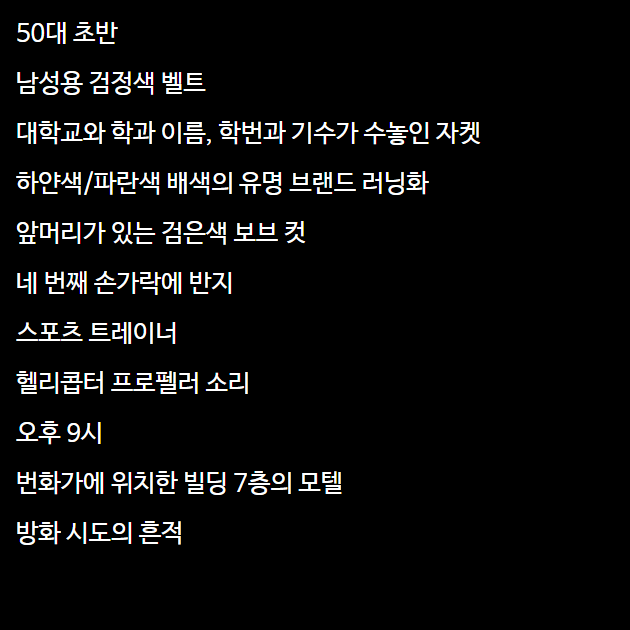 50대 초반
남성용 검정색 벨트
대학교와 학과 이름, 학번과 기수가 수놓인 자켓
하얀색/파란색 배색의 유명 브랜드 러닝화
앞머리가 있는 검은색 보브 컷
네 번째 손가락에 반지
스포츠 트레이너
헬리콥터 프로펠러 소리
오후 9시
번화가에 위치한 빌딩 7층의 모텔
방화 시도의 흔적